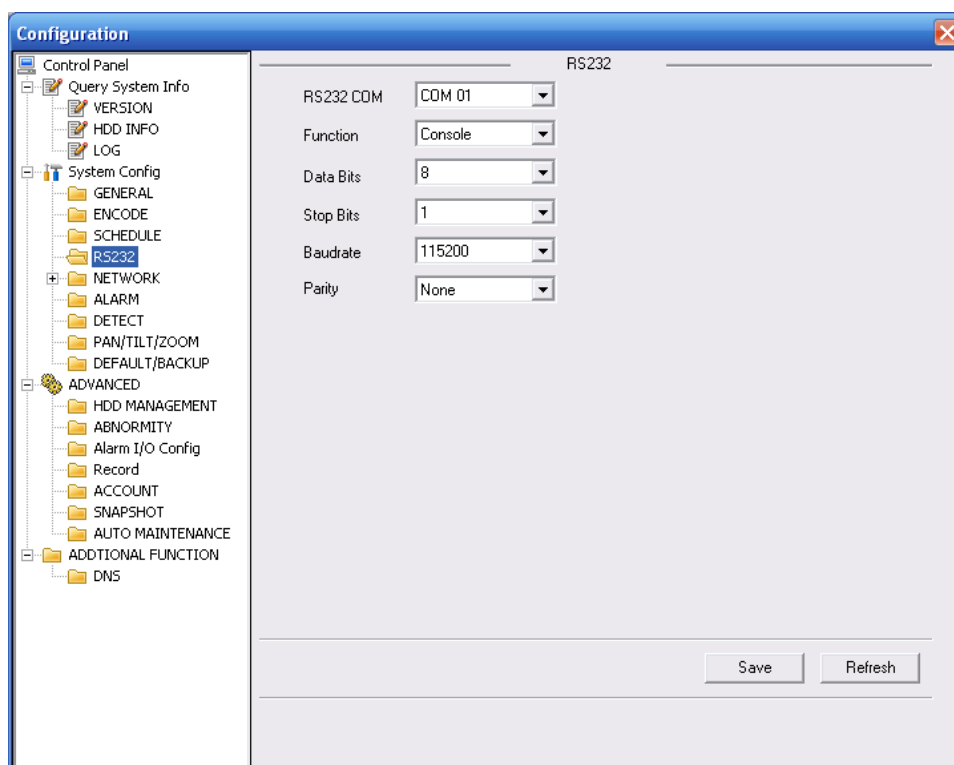 Configuration
Control Panel
Query System Info
VERSION
HDD INFO
LOG
System Config
GENERAL
ENCODE
SCHEDULE
RS232
NETWORK
ALARM
DETECT
PAN/TILT/ZOOM
DEFAULT/BACKUP
ADVANCED
HDD MANAGEMENT
ABNORMITY
Alarm I/O Config
Record
ACCOUNT
SNAPSHOT
AUTO MAINTENANCE
ADDTIONAL FUNCTION
DNS
RS232
RS232 COM COM 01
Function Console
Data Bits 8
Stop Bits 1
Baudrate 115200
Parity None
Save Refresh